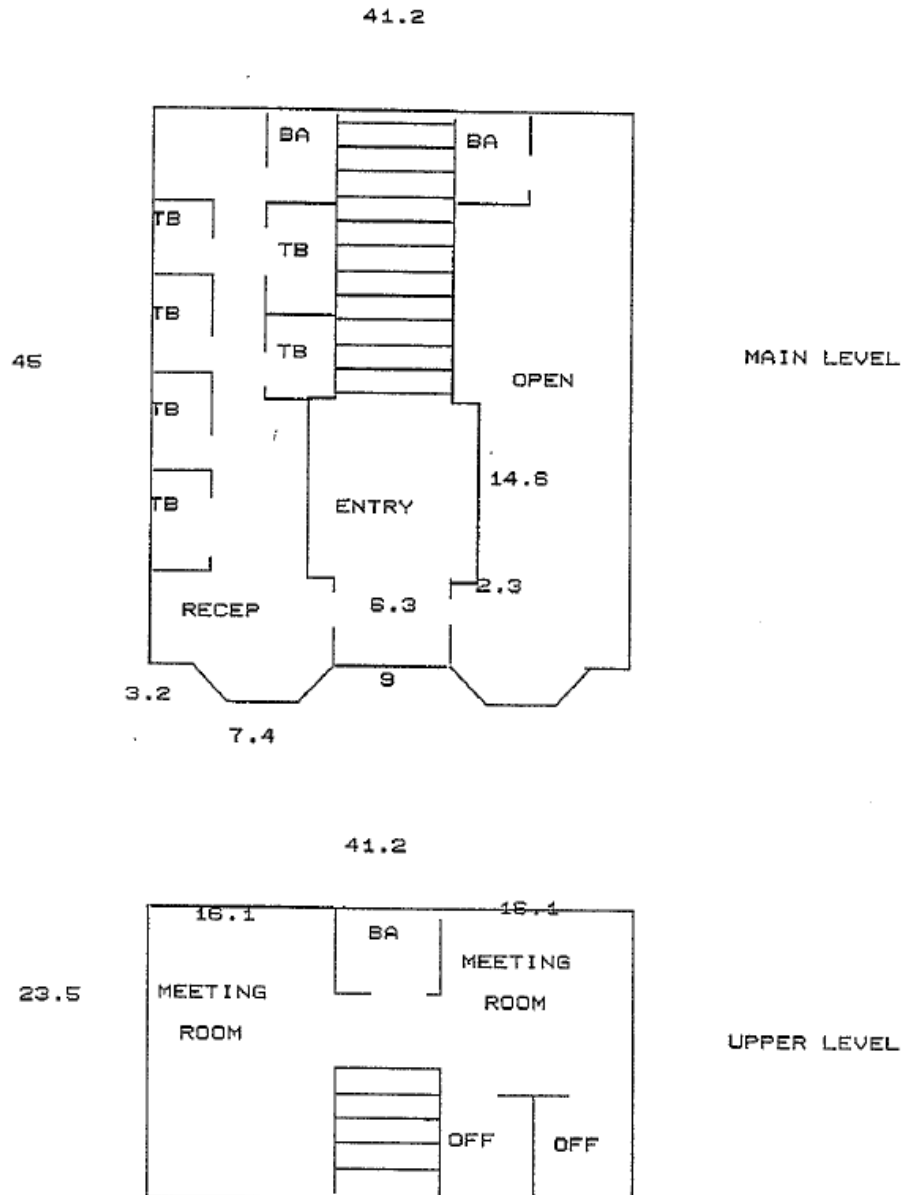 41.2
BA
BA
TB
TB
TB
TB
45
MAIN LEVEL
OPEN
TB
TB
14.6
ENTRY
2.3
6.3
RECEP
9
3.2
7.4
41.2
16.1
16.1
BA
MEETING
ROOM
23.5
MEETING
ROOM
UPPER LEVEL
OFF
OFF